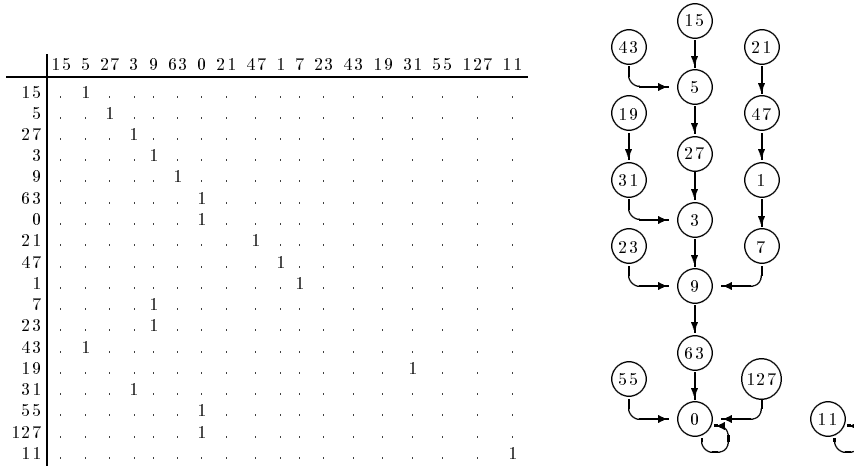 15 5 27 3 9 63 0 21 47 1 7 23 43 19 31 55 127 11
15 . 1 . . . . . . . . . . . . . . . .
5 . . 1 . . . . . . . . . . . . . . .
27 . . . 1 . . . . . . . . . . . . . .
3 . . . . 1 . . . . . . . . . . . . .
9 . . . . . 1 . . . . . . . . . . . .
63 . . . . . . 1 . . . . . . . . . . .
0 . . . . . . 1 . . . . . . . . . . .
21 . . . . . . . . 1 . . . . . . . . .
47 . . . . . . . . . 1 . . . . . . . .
1 . . . . . . . . . . 1 . . . . . . .
7 . . . . 1 . . . . . . . . . . . . .
23 . . . . 1 . . . . . . . . . . . . .
43 . 1 . . . . . . . . . . . . . . . .
19 . . . . . . . . . . . . . . 1 . . .
31 . . . 1 . . . . . . . . . . . . . .
55 . . . . . . 1 . . . . . . . . . . .
127 . . . . . . 1 . . . . . . . . . . .
11 . . . . . . . . . . . . . . . . . 1
15
43 21
5
19 47
27
31 1
3
23 7
9
63
55 127
0 11